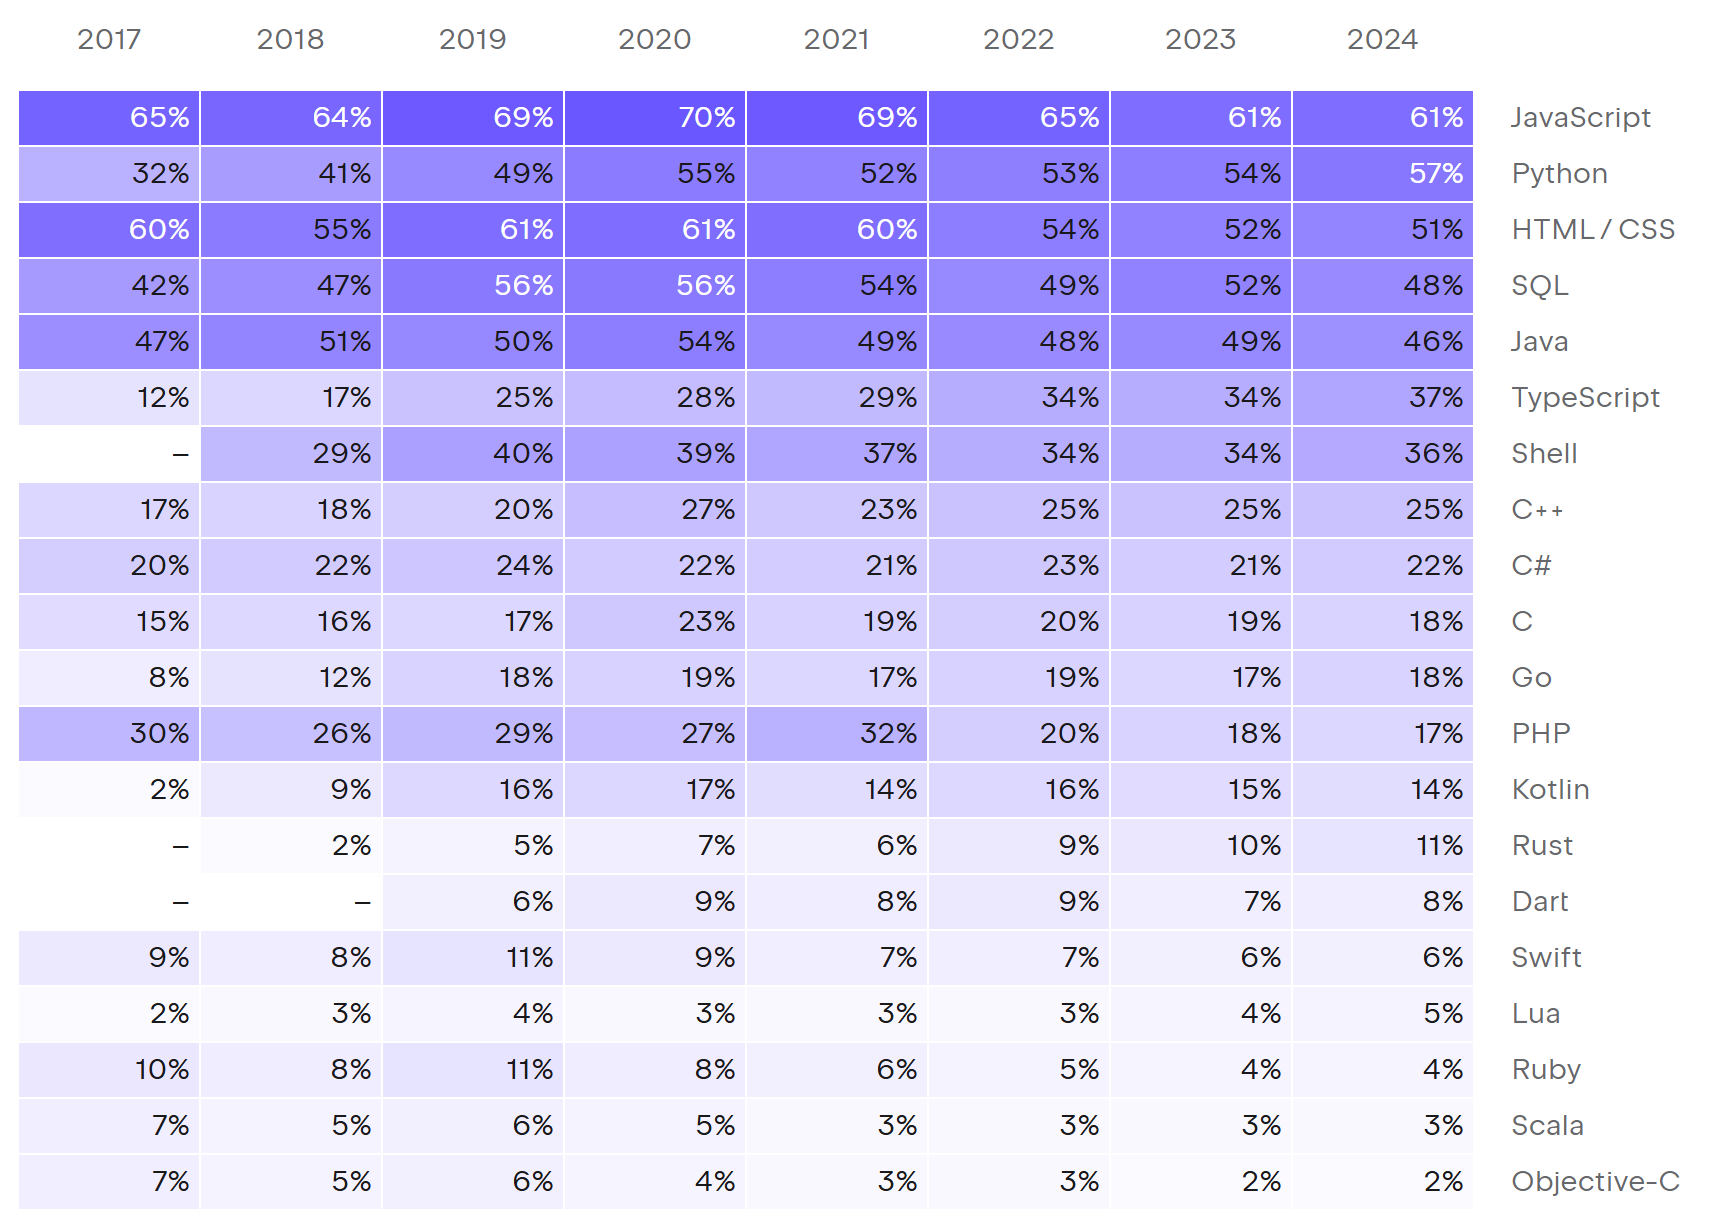 2017 2018 2019 2020 2021 2022 2023 2024
65% 64% 69% 70% 69% 65% 61% 61% JavaScript
32% 41% 49% 55% 52% 53% 54% 57% Python
60% 55% 61% 61% 60% 54% 52% 51% HTML / CSS
42% 47% 56% 56% 54% 49% 52% 48% SQL
47% 51% 50% 54% 49% 48% 49% 46% Java
12% 17% 25% 28% 29% 34% 34% 37% TypeScript
– 29% 40% 39% 37% 34% 34% 36% Shell
17% 18% 20% 27% 23% 25% 25% 25% C++
20% 22% 24% 22% 21% 23% 21% 22% C#
15% 16% 17% 23% 19% 20% 19% 18% C
8% 12% 18% 19% 17% 19% 17% 18% Go
30% 26% 29% 27% 32% 20% 18% 17% PHP
2% 9% 16% 17% 14% 16% 15% 14% Kotlin
– 2% 5% 7% 6% 9% 10% 11% Rust
– – 6% 9% 8% 9% 7% 8% Dart
9% 8% 11% 9% 7% 7% 6% 6% Swift
2% 3% 4% 3% 3% 3% 4% 5% Lua
10% 8% 11% 8% 6% 5% 4% 4% Ruby
7% 5% 6% 5% 3% 3% 3% 3% Scala
7% 5% 6% 4% 3% 3% 2% 2% Objective-C